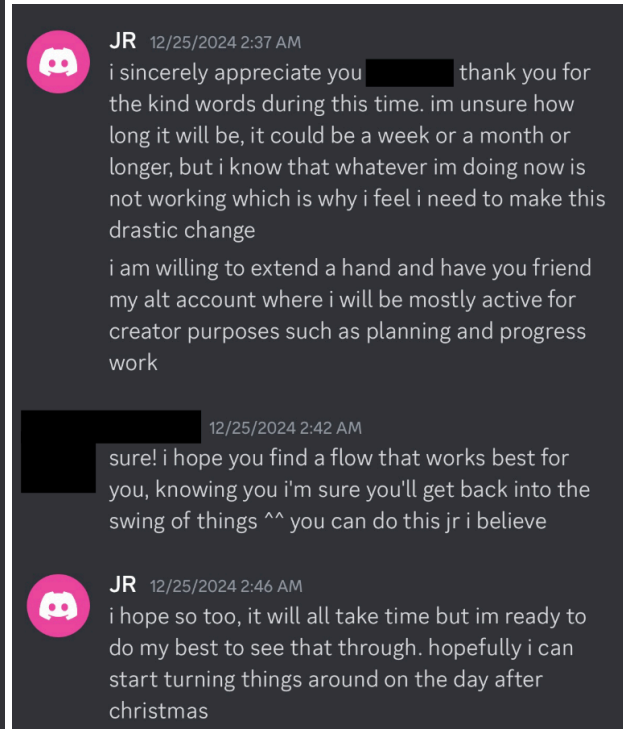 JR 12/25/2024 2:37 AM
i sincerely appreciate you thank you for
the kind words during this time. im unsure how
long it will be, it could be a week or a month or
longer, but i know that whatever im doing now is
not working which is why i feel i need to make this
drastic change
i am willing to extend a hand and have you friend
my alt account where i will be mostly active for
creator purposes such as planning and progress
work
12/25/2024 2:42 AM
sure! i hope you find a flow that works best for
you, knowing you i'm sure you'll get back into the
swing of things ^^ you can do this jr i believe
JR 12/25/2024 2:46 AM
i hope so too, it will all take time but im ready to
do my best to see that through. hopefully i can
start turning things around on the day after
christmas